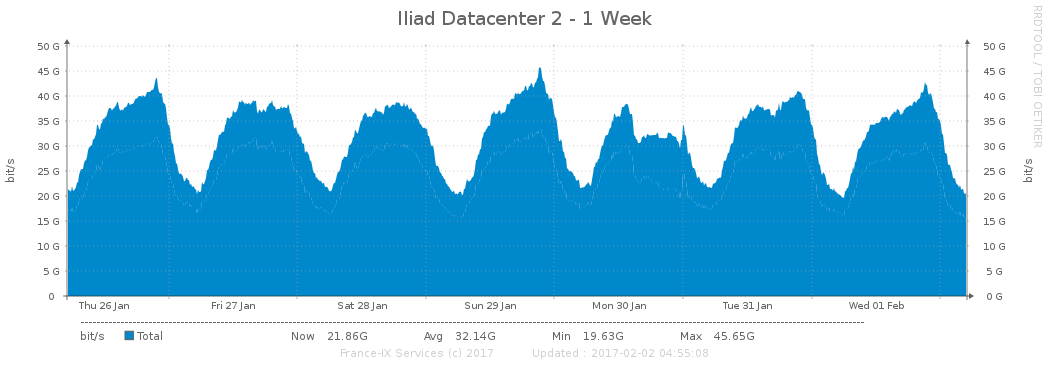 Iliad Datacenter 2 - 1 Week
RRDTOOL / TOBI OETIKER
50 G 50 G
45 G 45 G
40 G 40 G
35 G 35 G
30 G 30 G
25 G 25 G
20 G 20 G
15 G 15 G
10 G 10 G
5 G 5 G
0 0 G
bit/s bit/s
Thu 26 Jan Fri 27 Jan Sat 28 Jan Sun 29 Jan Mon 30 Jan Tue 31 Jan Wed 01 Feb
bit/s Total Now 21.86G Avg 32.14G Min 19.63G Max 45.65G
France-IX Services (c) 2017 Updated : 2017-02-02 04:55:08